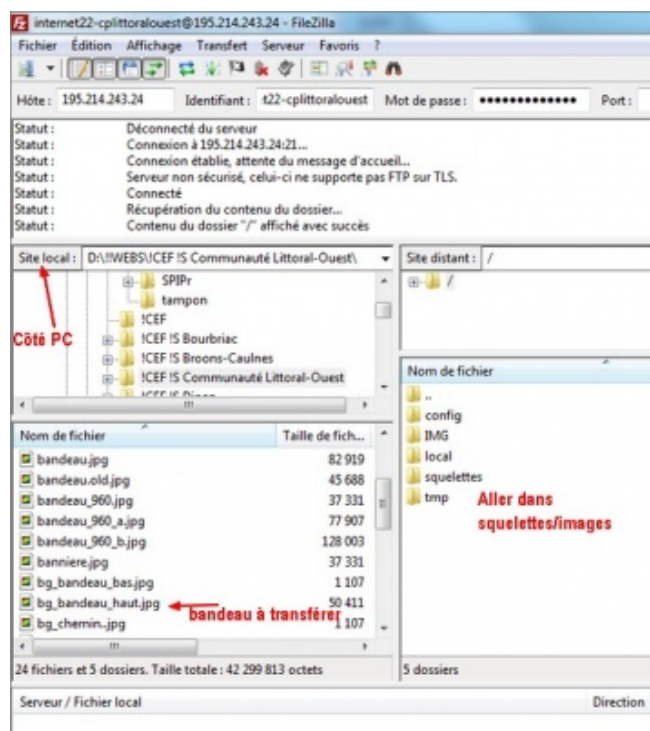 internet22-cplittoralouest@195.214.243.24 - FileZilla
Fichier Édition Affichage Transfert Serveur Favoris ?
Hôte : 195.214.243.24 Identifiant : t22-cplittoralouest Mot de passe : ●●●●●●●●●●●●● Port :
Statut : Déconnecté du serveur
Statut : Connexion à 195.214.243.24:21...
Statut : Connexion établie, attente du message d'accueil...
Statut : Serveur non sécurisé, celui-ci ne supporte pas FTP sur TLS.
Statut : Connecté
Statut : Récupération du contenu du dossier...
Statut : Contenu du dossier "/" affiché avec succès
Site local : D:\!!WEBS\!CEF !S Communauté Littoral-Ouest\
SPIPr
tampon
!CEF
!CEF !S Bourbriac
!CEF !S Broons-Caulnes
!CEF !S Communauté Littoral-Ouest
!CEF !S Dinan
Côté PC
Site distant : /
/
Nom de fichier Taille de fich...
bandeau.jpg 82 919
bandeau.old.jpg 45 688
bandeau_960.jpg 37 331
bandeau_960_a.jpg 77 907
bandeau_960_b.jpg 128 003
banniere.jpg 37 331
bg_bandeau_bas.jpg 1 107
bg_bandeau_haut.jpg 50 411
bg_chemin..jpg 1 107
bandeau à transférer
24 fichiers et 5 dossiers. Taille totale : 42 299 813 octets
Nom de fichier
..
config
IMG
local
squelettes
tmp
Aller dans
squelettes/images
5 dossiers
Serveur / Fichier local Direction